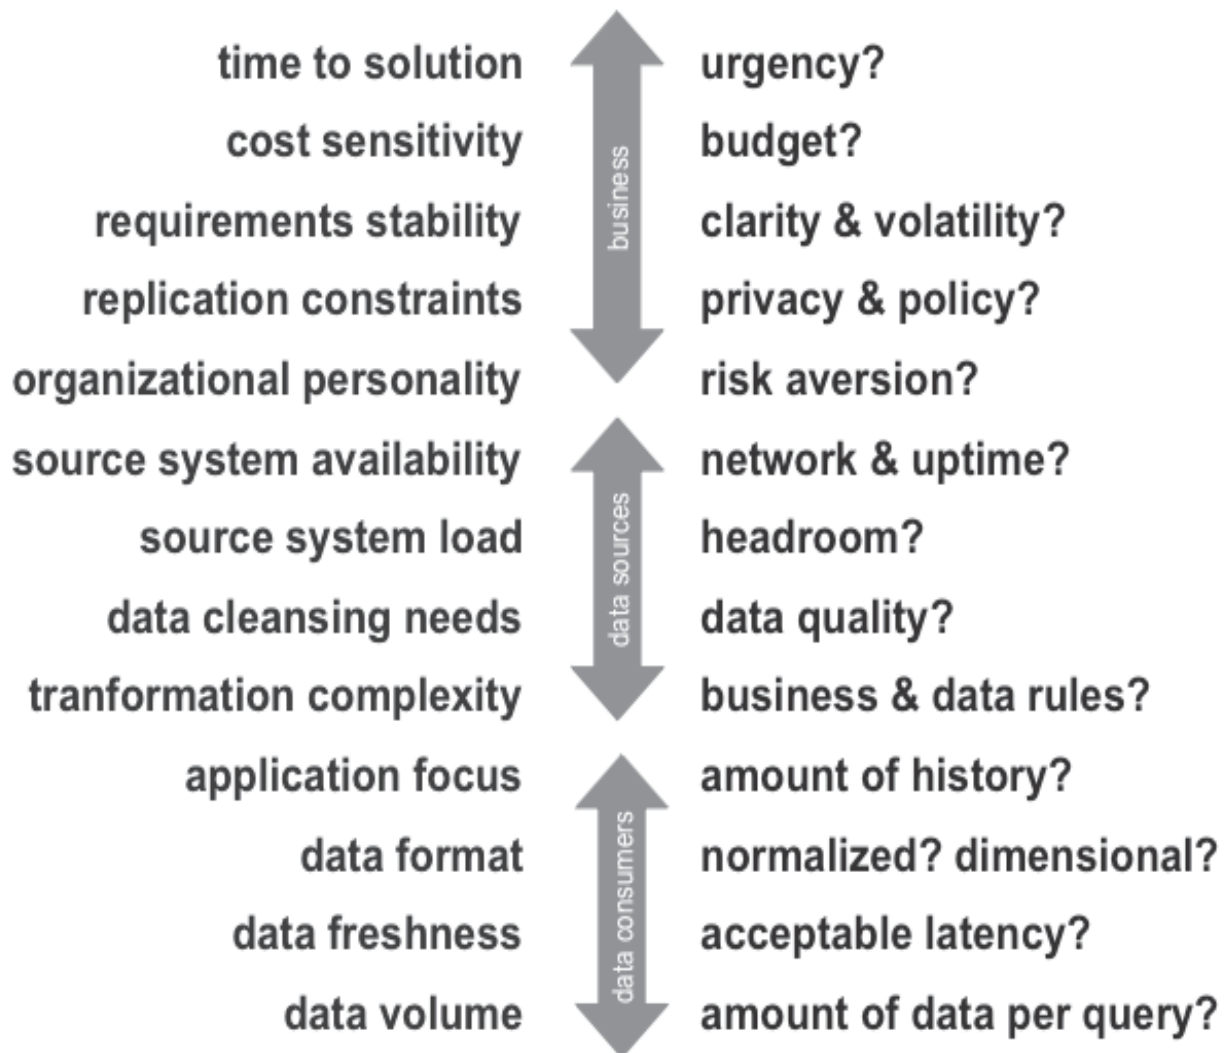 time to solution urgency?
cost sensitivity budget?
requirements stability clarity & volatility?
replication constraints privacy & policy?
organizational personality risk aversion?
business
source system availability network & uptime?
source system load headroom?
data cleansing needs data quality?
tranformation complexity business & data rules?
data sources
application focus amount of history?
data format normalized? dimensional?
data freshness acceptable latency?
data volume amount of data per query?
data consumers